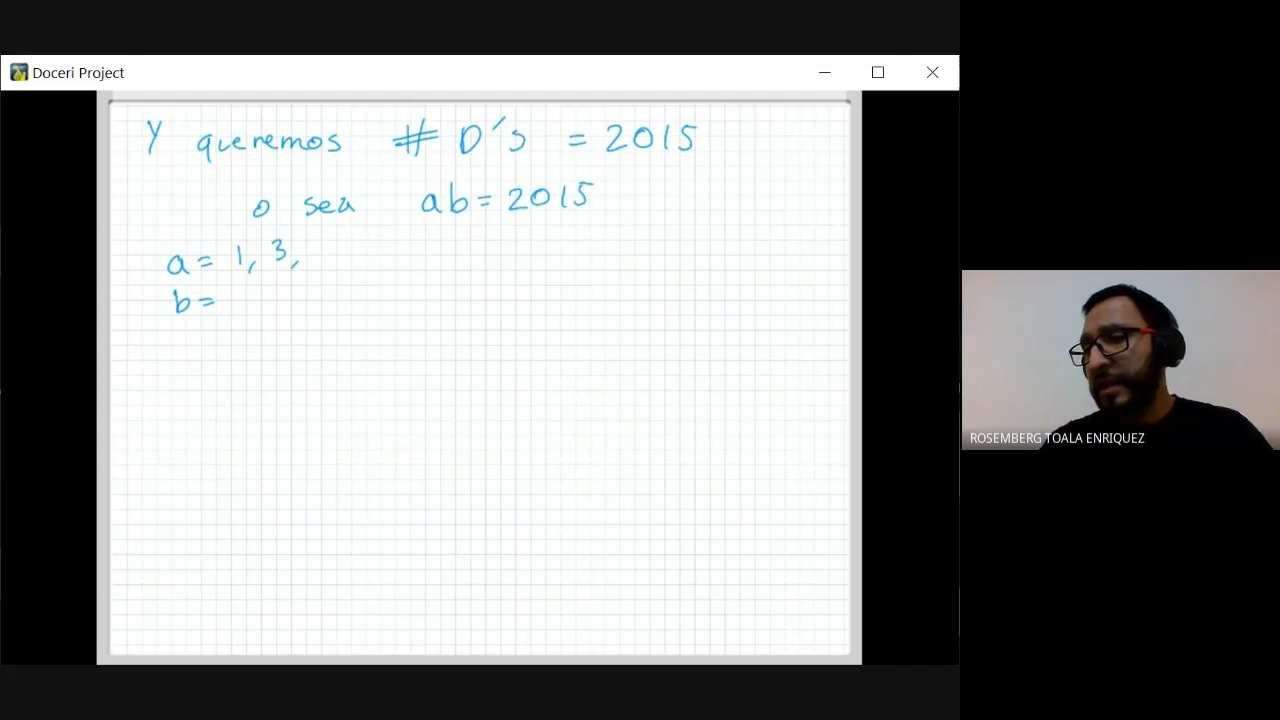 Doceri Project
Y queremos # D's = 2015
o sea ab = 2015
a = 1, 3,
b =
ROSEMBERG TOALA ENRIQUEZ